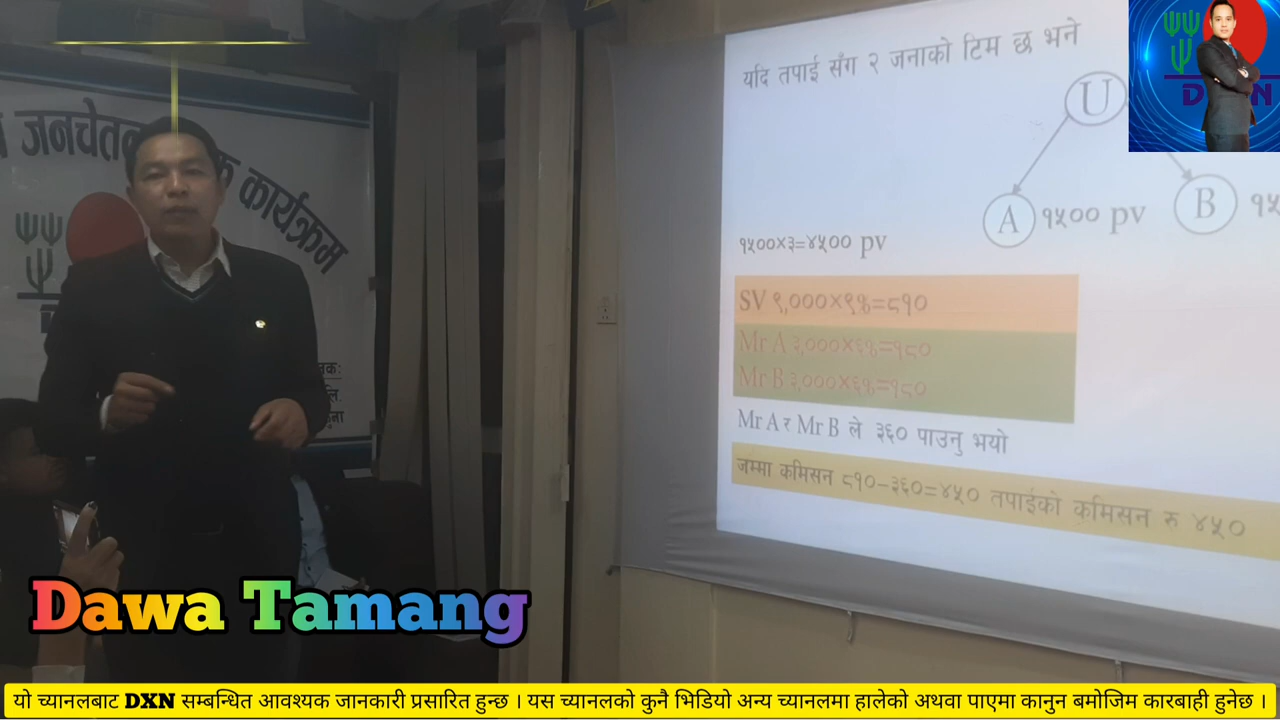 जनचेतना
कार्यक्रम
यदि तपाई सँग २ जनाको टिम छ भने
U
A १५०० pv
B
१५००×३=४५०० pv
SV ९,०००×९%=८१०
Mr A ३,०००×६%=१८०
Mr B ३,०००×६%=१८०
Mr A र Mr B ले ३६० पाउनु भयो
जम्मा कमिसन ८१०-३६०=४५० तपाईको कमिसन रु ४५०
DXN
Dawa Tamang
यो च्यानलबाट DXN सम्बन्धित आवश्यक जानकारी प्रसारित हुन्छ । यस च्यानलको कुनै भिडियो अन्य च्यानलमा हालेको अथवा पाएमा कानुन बमोजिम कारबाही हुनेछ ।